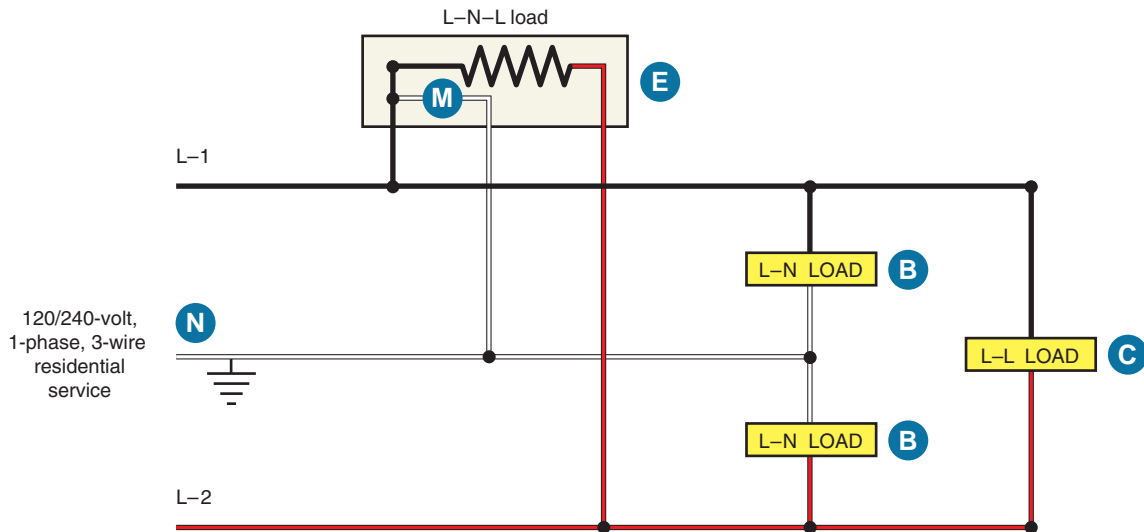 L–N–L load
M
E
L–1
L–N LOAD
B
N
120/240-volt,
1-phase, 3-wire
residential
service
L–L LOAD
C
L–N LOAD
B
L–2